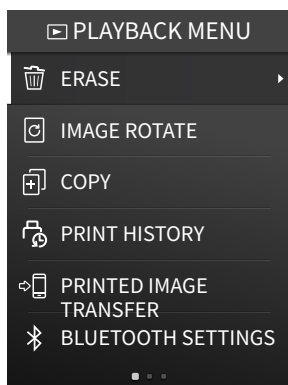 PLAYBACK MENU
ERASE
IMAGE ROTATE
COPY
PRINT HISTORY
PRINTED IMAGE
TRANSFER
BLUETOOTH SETTINGS